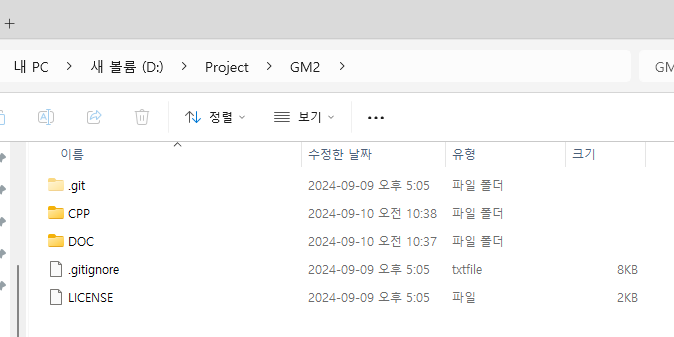 +
내 PC > 새 볼륨 (D:) > Project > GM2 >
GM
정렬 보기 •••
이름 수정한 날짜 유형 크기
.git 2024-09-09 오후 5:05 파일 폴더
CPP 2024-09-10 오전 10:38 파일 폴더
DOC 2024-09-10 오전 10:37 파일 폴더
.gitignore 2024-09-09 오후 5:05 txtfile 8KB
LICENSE 2024-09-09 오후 5:05 파일 2KB